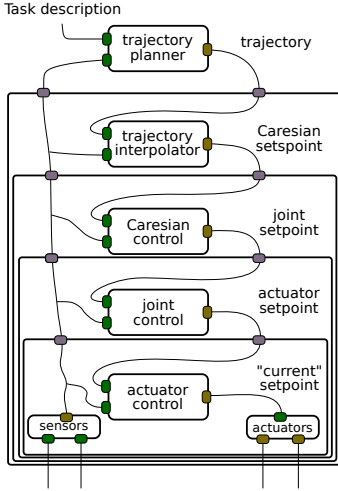 Task description
trajectory
planner
trajectory
trajectory
interpolator
Caresian
setspoint
Caresian
control
joint
setpoint
joint
control
actuator
setpoint
actuator
control
"current"
setpoint
sensors
actuators